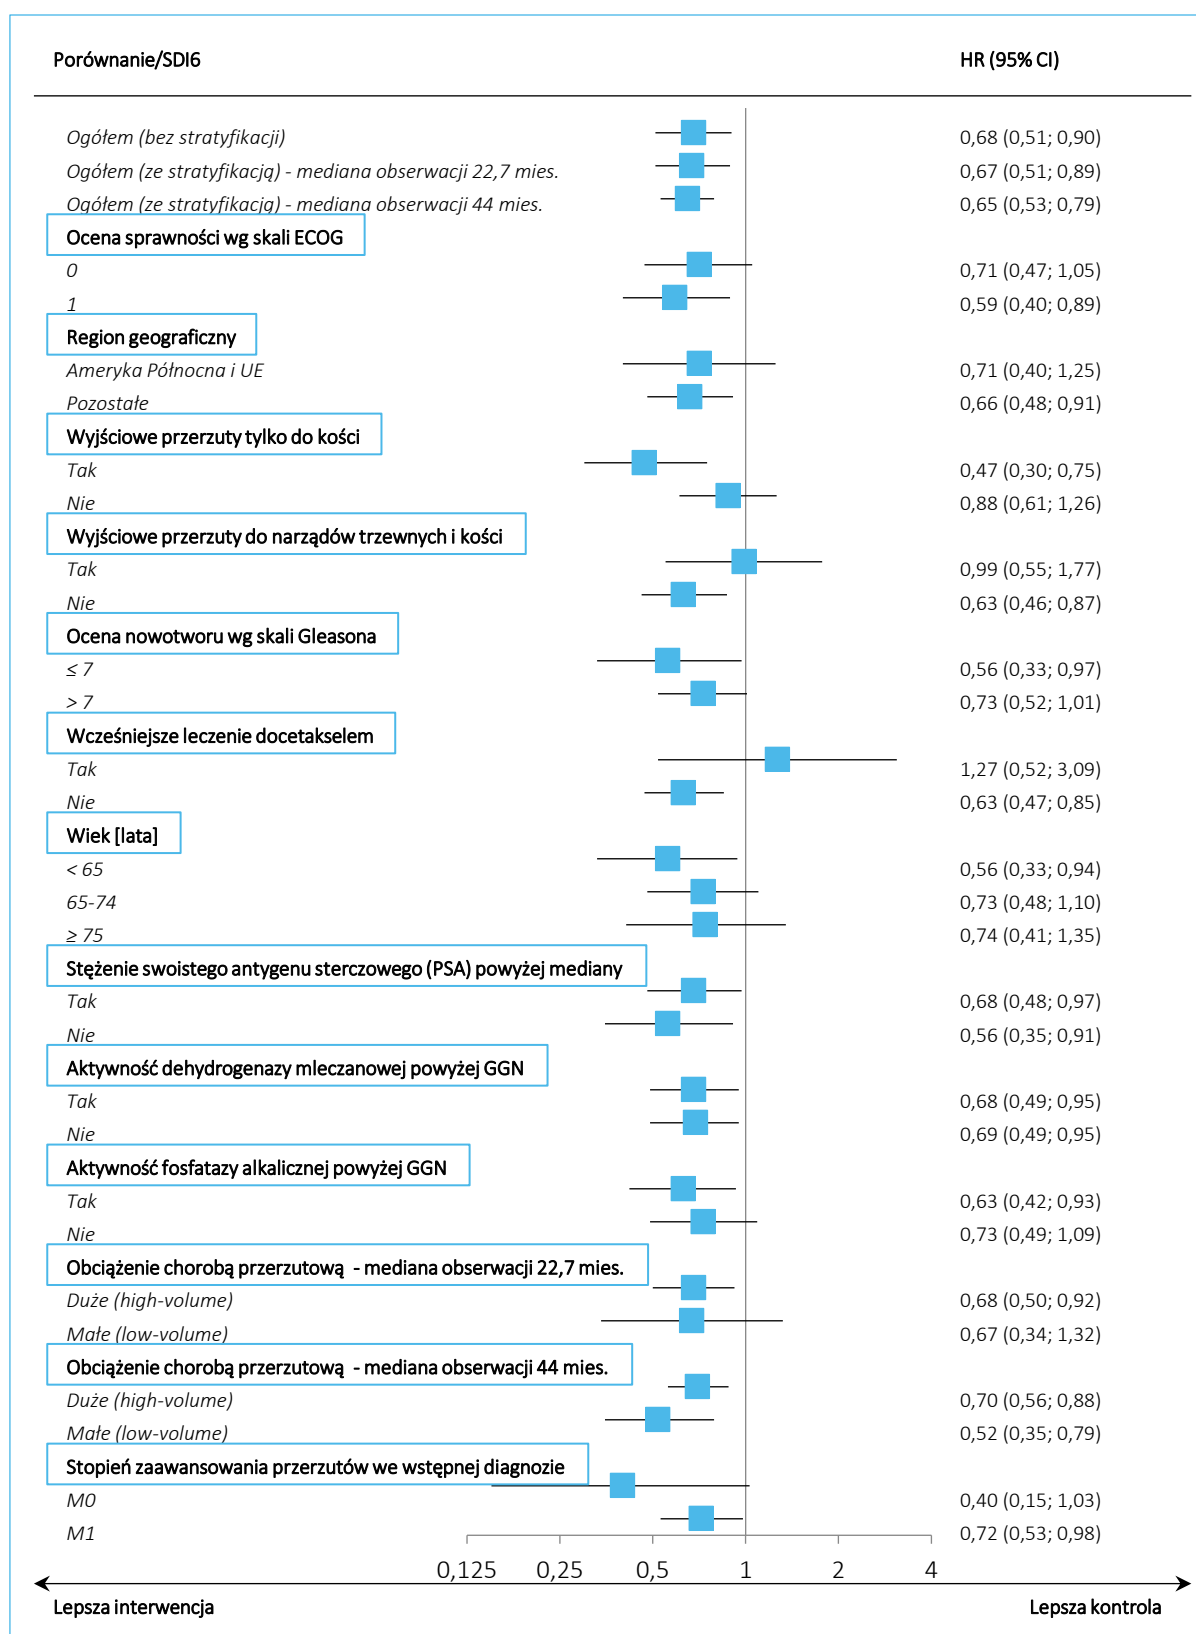 Porównanie/SDI6 HR (95% CI)
Ogółem (bez stratyfikacji) 0,68 (0,51; 0,90)
Ogółem (ze stratyfikacją) - mediana obserwacji 22,7 mies. 0,67 (0,51; 0,89)
Ogółem (ze stratyfikacją) - mediana obserwacji 44 mies. 0,65 (0,53; 0,79)
Ocena sprawności wg skali ECOG
0 0,71 (0,47; 1,05)
1 0,59 (0,40; 0,89)
Region geograficzny
Ameryka Północna i UE 0,71 (0,40; 1,25)
Pozostałe 0,66 (0,48; 0,91)
Wyjściowe przerzuty tylko do kości
Tak 0,47 (0,30; 0,75)
Nie 0,88 (0,61; 1,26)
Wyjściowe przerzuty do narządów trzewnych i kości
Tak 0,99 (0,55; 1,77)
Nie 0,63 (0,46; 0,87)
Ocena nowotworu wg skali Gleasona
≤ 7 0,56 (0,33; 0,97)
> 7 0,73 (0,52; 1,01)
Wcześniejsze leczenie docetakselem
Tak 1,27 (0,52; 3,09)
Nie 0,63 (0,47; 0,85)
Wiek [lata]
< 65 0,56 (0,33; 0,94)
65-74 0,73 (0,48; 1,10)
≥ 75 0,74 (0,41; 1,35)
Stężenie swoistego antygenu sterczowego (PSA) powyżej mediany
Tak 0,68 (0,48; 0,97)
Nie 0,56 (0,35; 0,91)
Aktywność dehydrogenazy mleczanowej powyżej GGN
Tak 0,68 (0,49; 0,95)
Nie 0,69 (0,49; 0,95)
Aktywność fosfatazy alkalicznej powyżej GGN
Tak 0,63 (0,42; 0,93)
Nie 0,73 (0,49; 1,09)
Obciążenie chorobą przerzutową - mediana obserwacji 22,7 mies.
Duże (high-volume) 0,68 (0,50; 0,92)
Małe (low-volume) 0,67 (0,34; 1,32)
Obciążenie chorobą przerzutową - mediana obserwacji 44 mies.
Duże (high-volume) 0,70 (0,56; 0,88)
Małe (low-volume) 0,52 (0,35; 0,79)
Stopień zaawansowania przerzutów we wstępnej diagnozie
M0 0,40 (0,15; 1,03)
M1 0,72 (0,53; 0,98)
0,125 0,25 0,5 1 2 4
Lepsza interwencja Lepsza kontrola